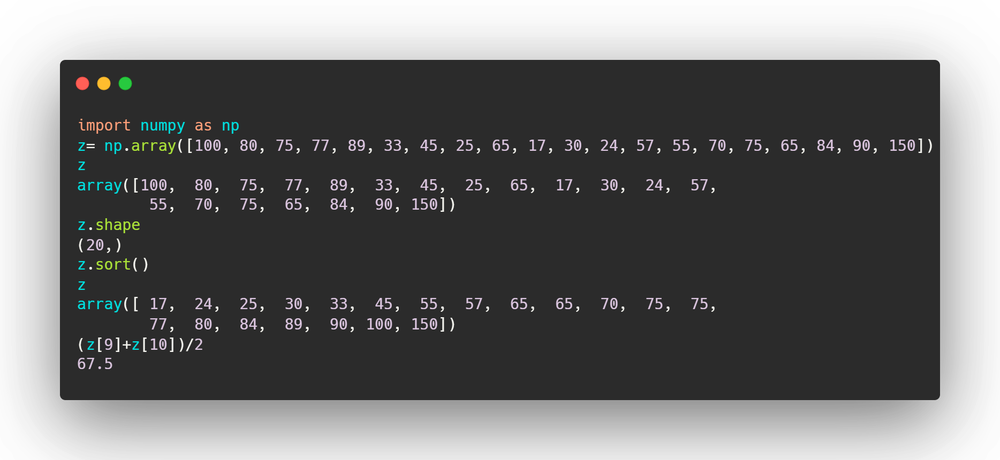 import numpy as np
z= np.array([100, 80, 75, 77, 89, 33, 45, 25, 65, 17, 30, 24, 57, 55, 70, 75, 65, 84, 90, 150])
z
array([100,  80,  75,  77,  89,  33,  45,  25,  65,  17,  30,  24,  57,
        55,  70,  75,  65,  84,  90, 150])
z.shape
(20,)
z.sort()
z
array([ 17,  24,  25,  30,  33,  45,  55,  57,  65,  65,  70,  75,  75,
        77,  80,  84,  89,  90, 100, 150])
(z[9]+z[10])/2
67.5